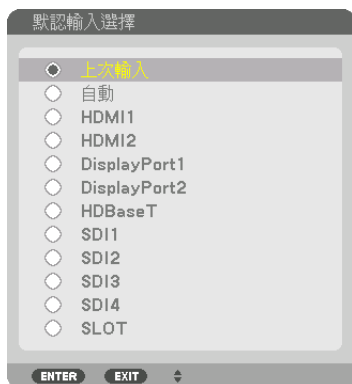 默認輸入選擇
上次輸入
自動
HDMI1
HDMI2
DisplayPort1
DisplayPort2
HDBaseT
SDI1
SDI2
SDI3
SDI4
SLOT
ENTER EXIT